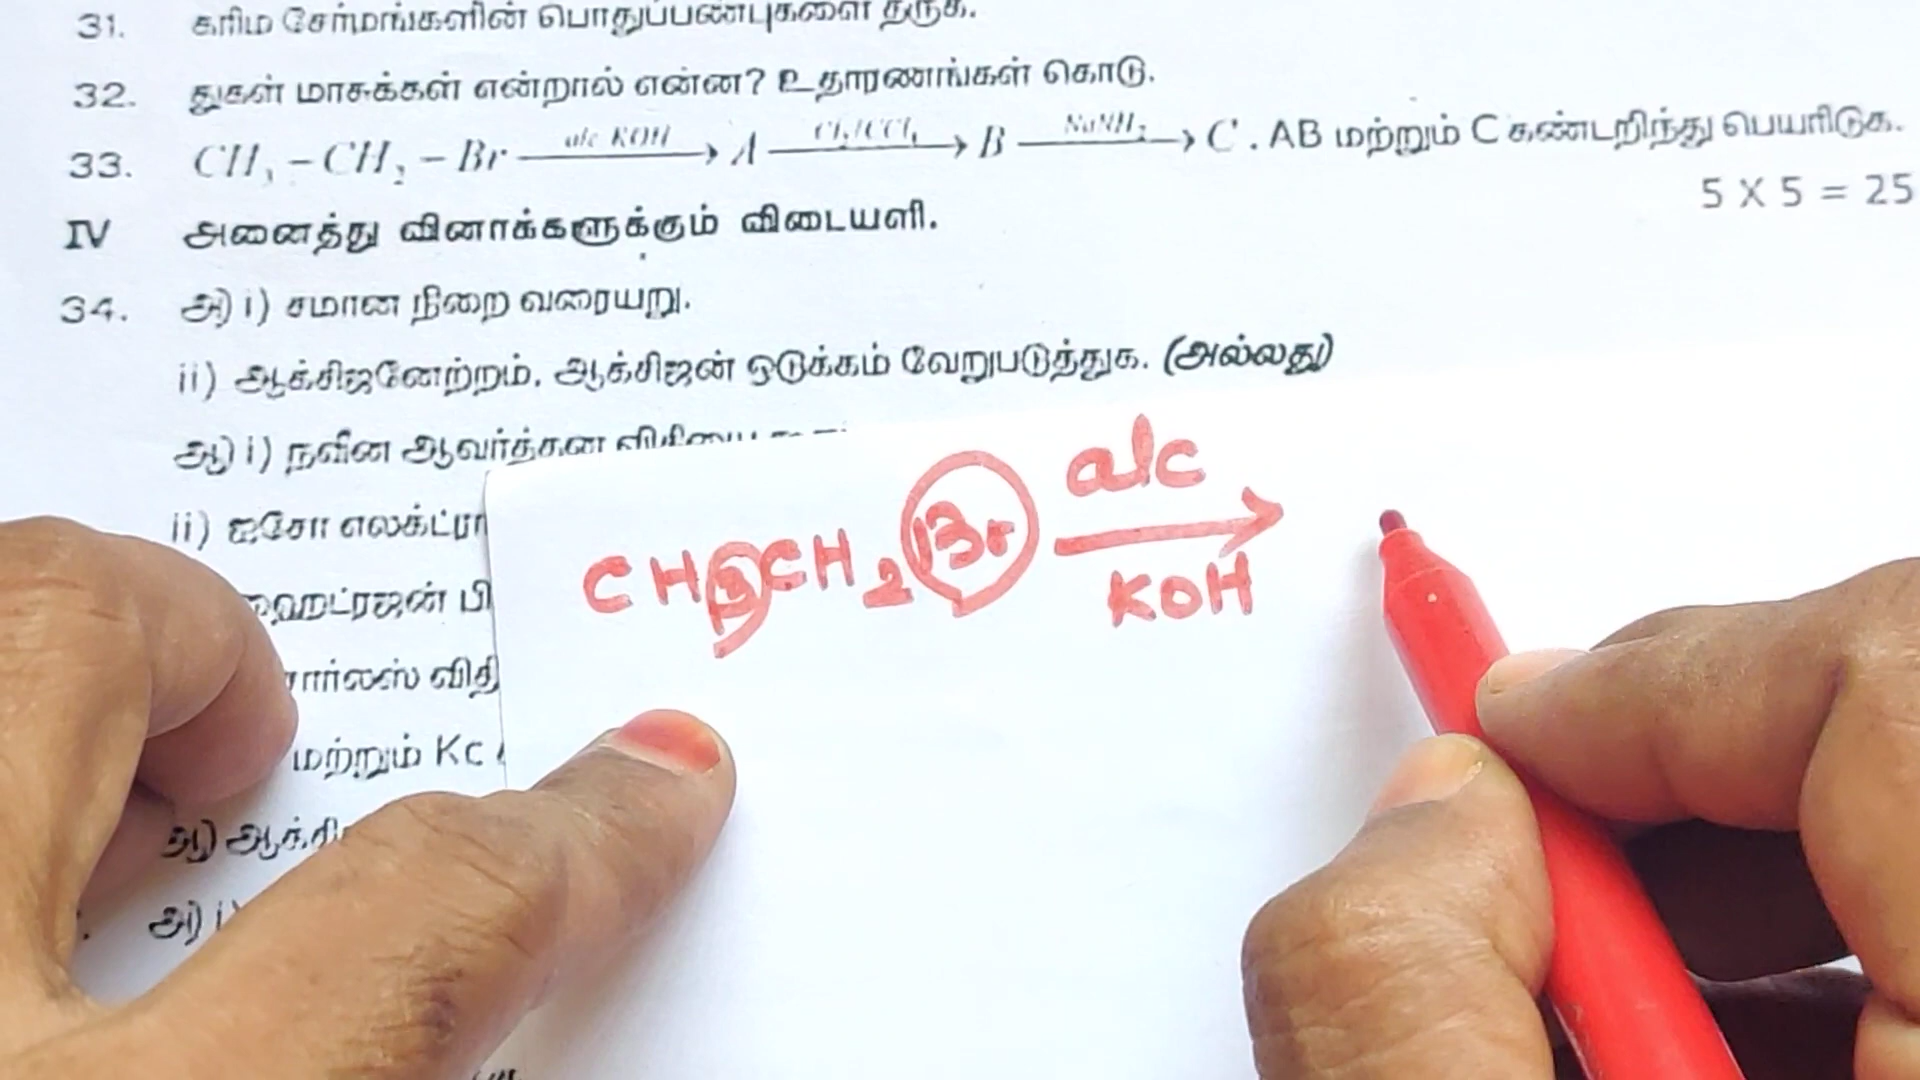 31. கரிம சேர்மங்களின் பொதுப்பண்புகளை தருக.
32. துகள் மாசுக்கள் என்றால் என்ன? உதாரணங்கள் கொடு.
33. CH₃ – CH₂ – Br —alc KOH→ A —Cl₂/CCl₄→ B —NaNH₂→ C . AB மற்றும் C கண்டறிந்து பெயரிடுக.
5 X 5 = 25
IV அனைத்து வினாக்களுக்கும் விடையளி.
34. அ) i) சமான நிறை வரையறு.
ii) ஆக்சிஜனேற்றம், ஆக்சிஜன் ஒடுக்கம் வேறுபடுத்துக. (அல்லது)
ஆ) i) நவீன ஆவர்த்தன
ii) ஐசோ
CH₃CH₂Br alc→ KOH
விதி
மற்றும் Kc
ஆ)
அ) i)